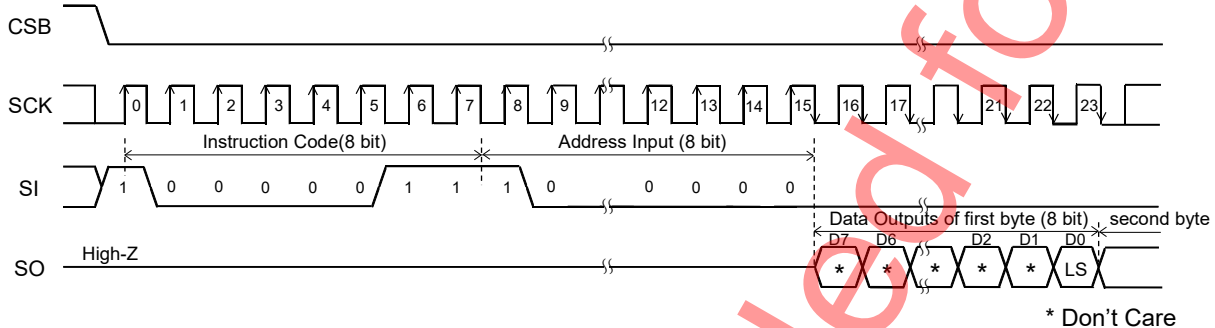 CSB
SCK 0 1 2 3 4 5 6 7 8 9 12 13 14 15 16 17 21 22 23
Instruction Code(8 bit) Address Input (8 bit)
SI 1 0 0 0 0 0 1 1 1 0 0 0 0 0
Data Outputs of first byte (8 bit) second byte
D7 D6 D2 D1 D0
High-Z
SO * * * * * LS
* Don't Care